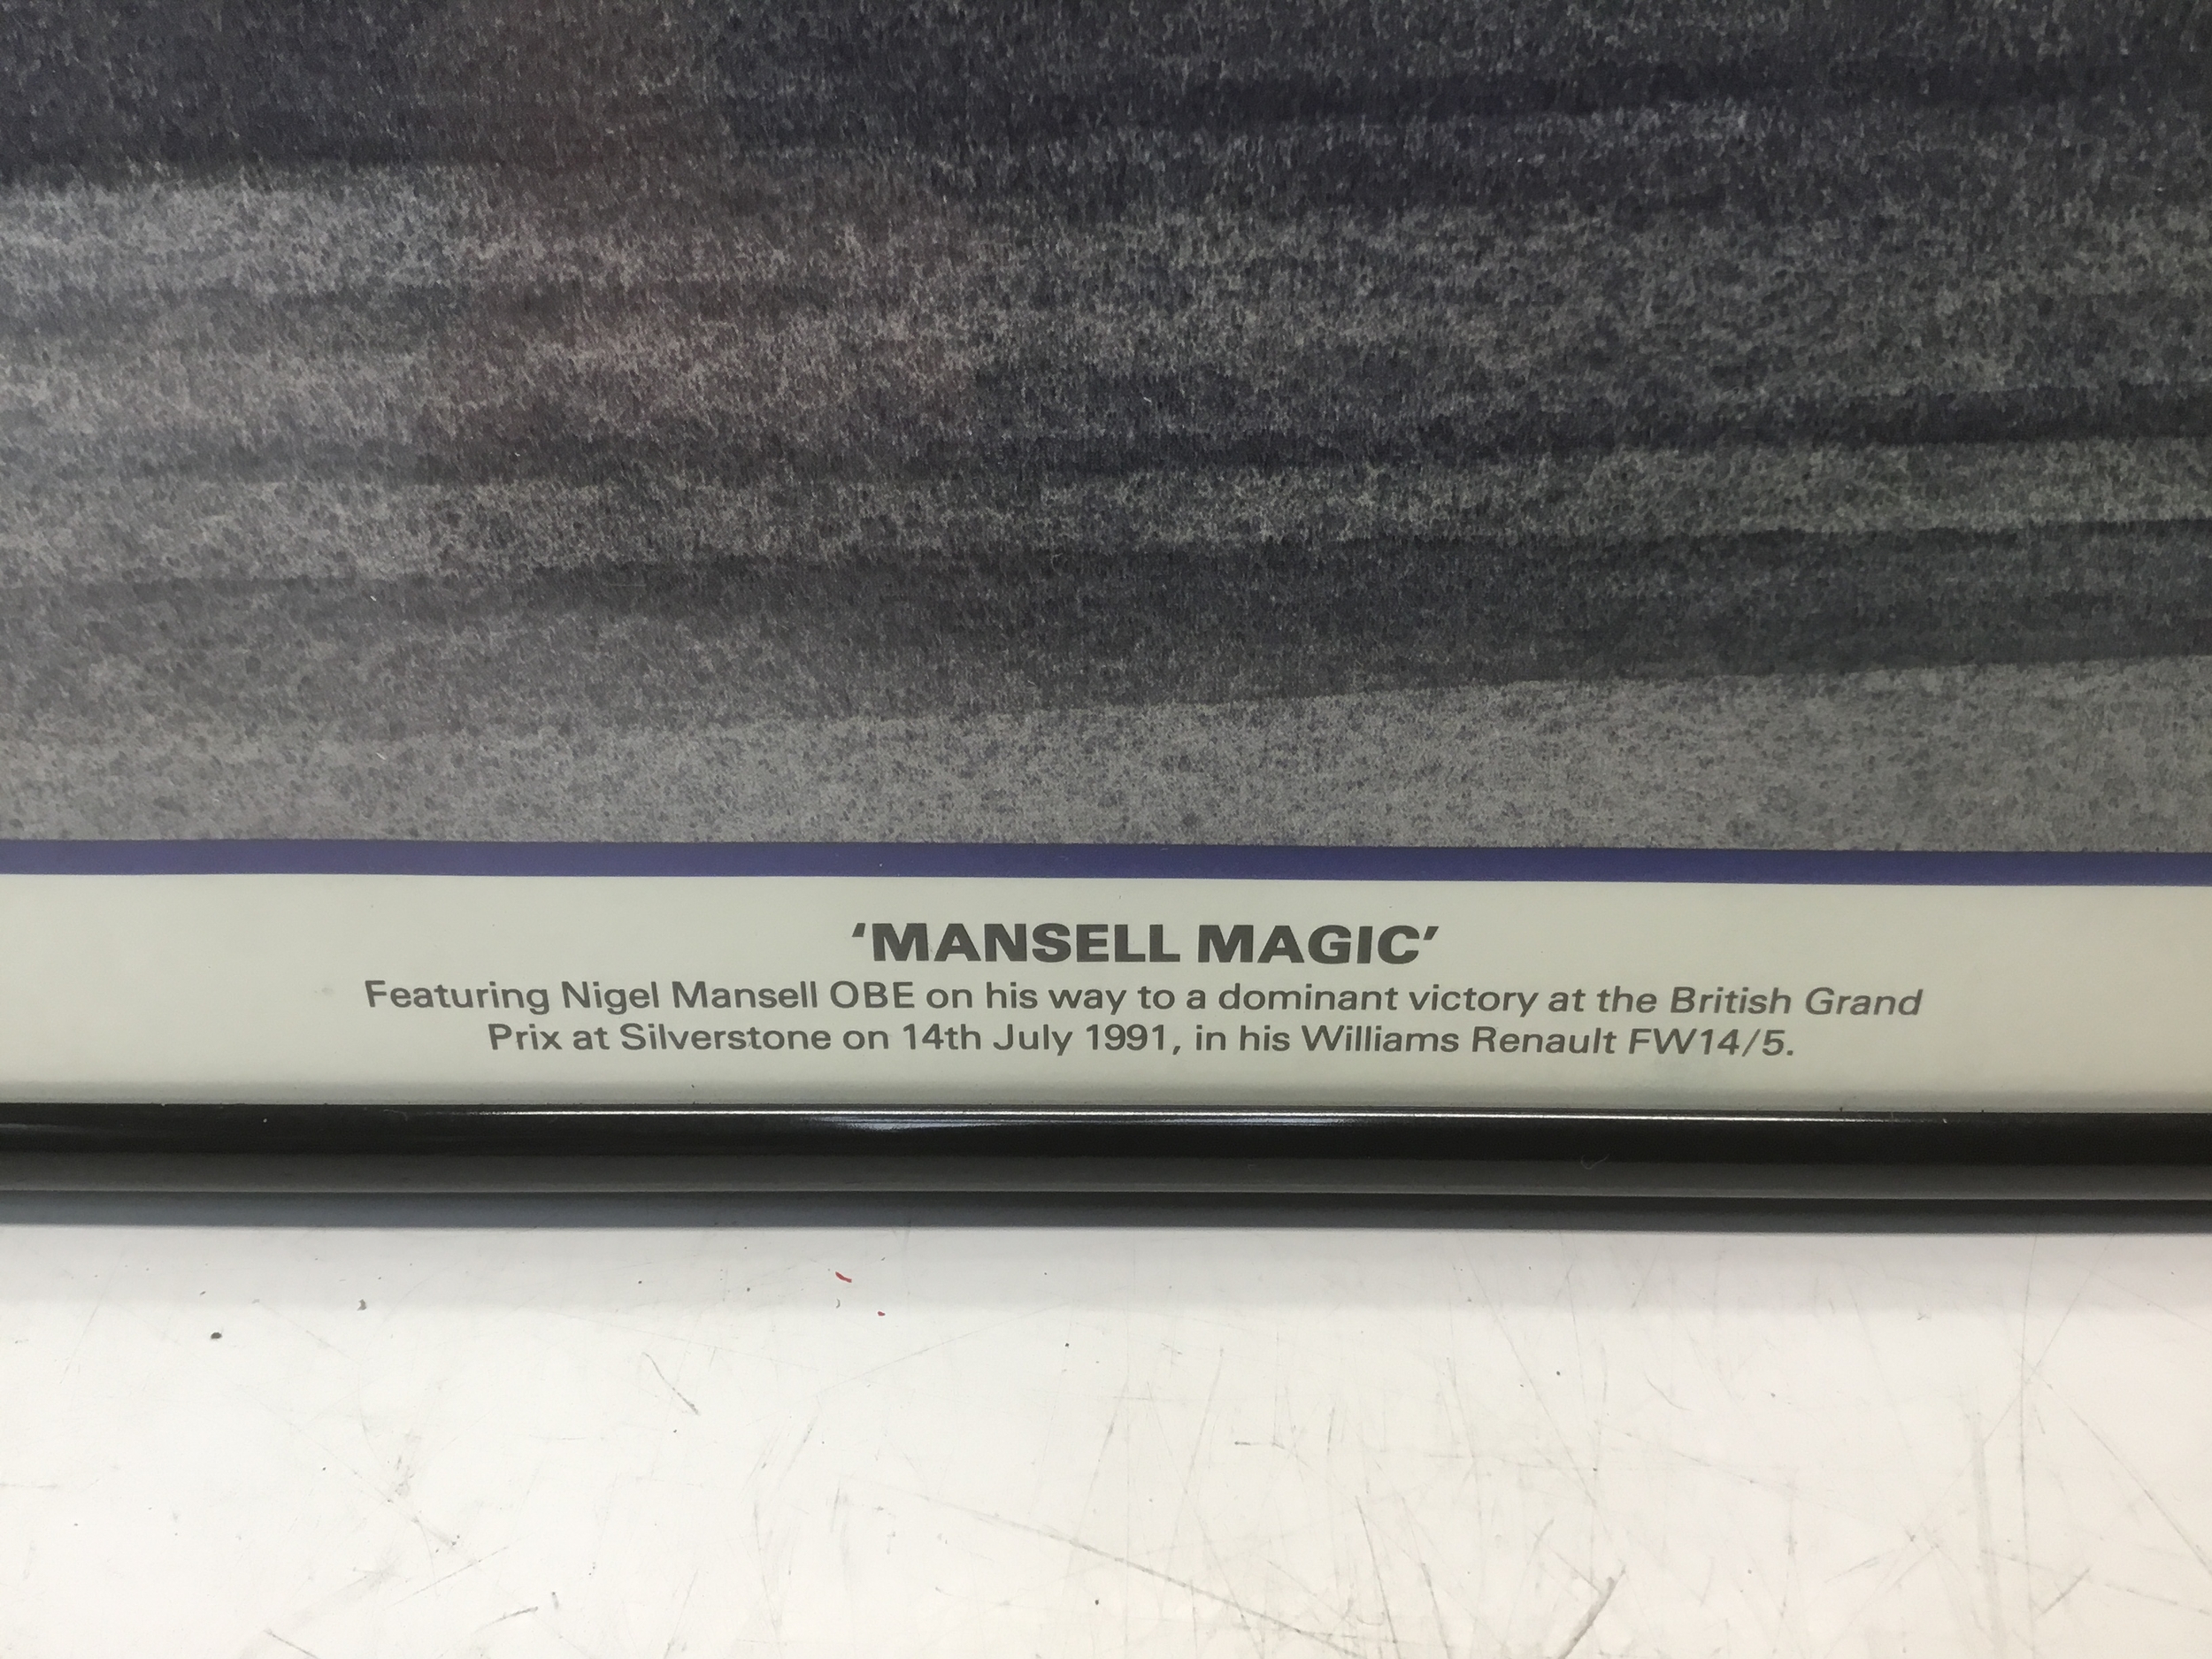 ‘MANSELL MAGIC’
Featuring Nigel Mansell OBE on his way to a dominant victory at the British Grand
Prix at Silverstone on 14th July 1991, in his Williams Renault FW14/5.